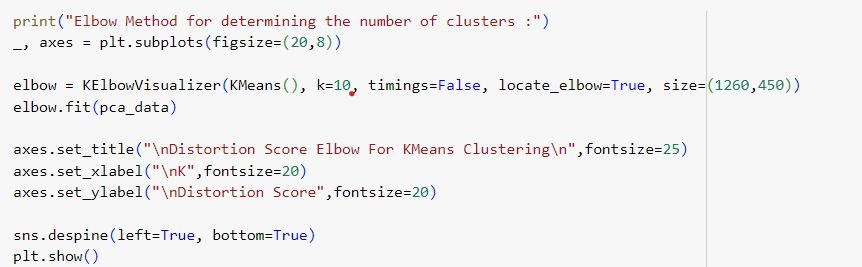 print("Elbow Method for determining the number of clusters :")
_, axes = plt.subplots(figsize=(20,8))
elbow = KElbowVisualizer(KMeans(), k=10, timings=False, locate_elbow=True, size=(1260,450))
elbow.fit(pca_data)
axes.set_title("\nDistortion Score Elbow For KMeans Clustering\n",fontsize=25)
axes.set_xlabel("\nK",fontsize=20)
axes.set_ylabel("\nDistortion Score",fontsize=20)
sns.despine(left=True, bottom=True)
plt.show()